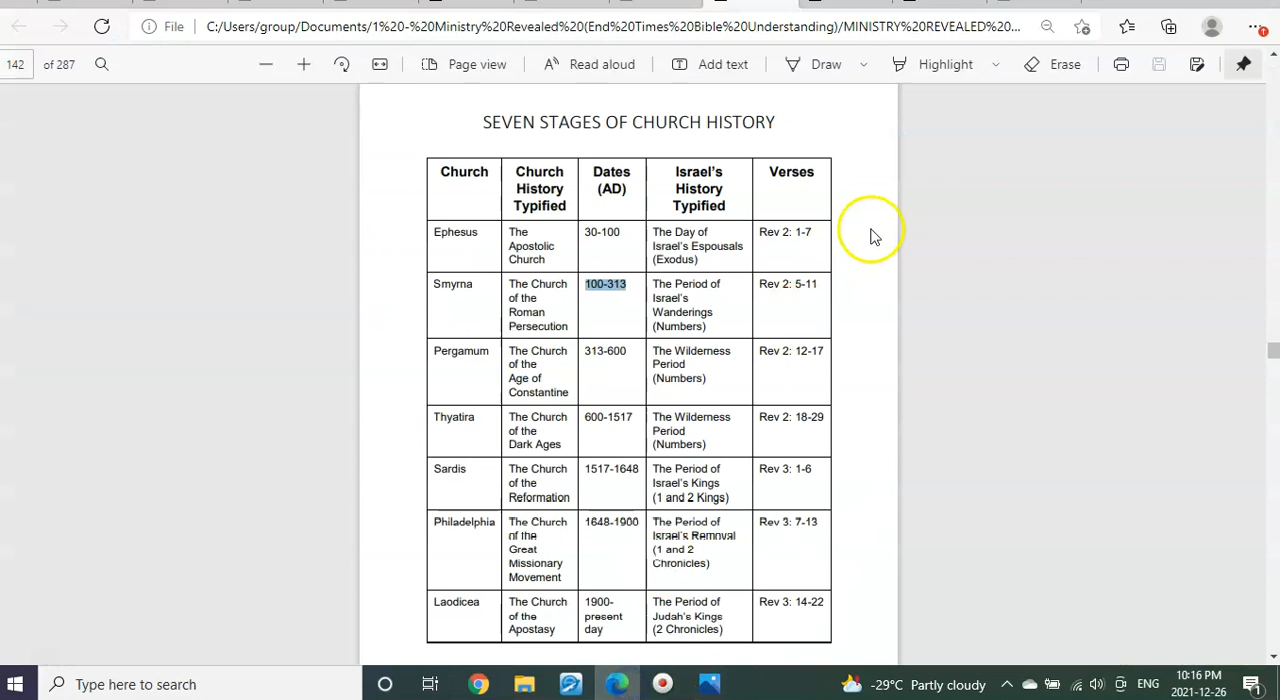 File
C:/Users/group/Documents/1%20-%20Ministry%20Revealed%20(End%20Times%20Bible%20Understanding)/MINISTRY%20REVEALED%20...
142 of 287
Page view
Read aloud
Add text
Draw
Highlight
Erase
SEVEN STAGES OF CHURCH HISTORY
Church
Church
History
Typified
Dates
(AD)
Israel's
History
Typified
Verses
Ephesus
The
Apostolic
Church
30-100
The Day of
Israel's Espousals
(Exodus)
Rev 2: 1-7
Smyrna
The Church
of the
Roman
Persecution
100-313
The Period of
Israel's
Wanderings
(Numbers)
Rev 2: 5-11
Pergamum
The Church
of the
Age of
Constantine
313-600
The Wilderness
Period
(Numbers)
Rev 2: 12-17
Thyatira
The Church
of the
Dark Ages
600-1517
The Wilderness
Period
(Numbers)
Rev 2: 18-29
Sardis
The Church
of the
Reformation
1517-1648
The Period of
Israel's Kings
(1 and 2 Kings)
Rev 3: 1-6
Philadelphia
The Church
of the
Great
Missionary
Movement
1648-1900
The Period of
Israel's Removal
(1 and 2
Chronicles)
Rev 3: 7-13
Laodicea
The Church
of the
Apostasy
1900-
present
day
The Period of
Judah's Kings
(2 Chronicles)
Rev 3: 14-22
Type here to search
-29°C Partly cloudy
ENG
10:16 PM
2021-12-26
1